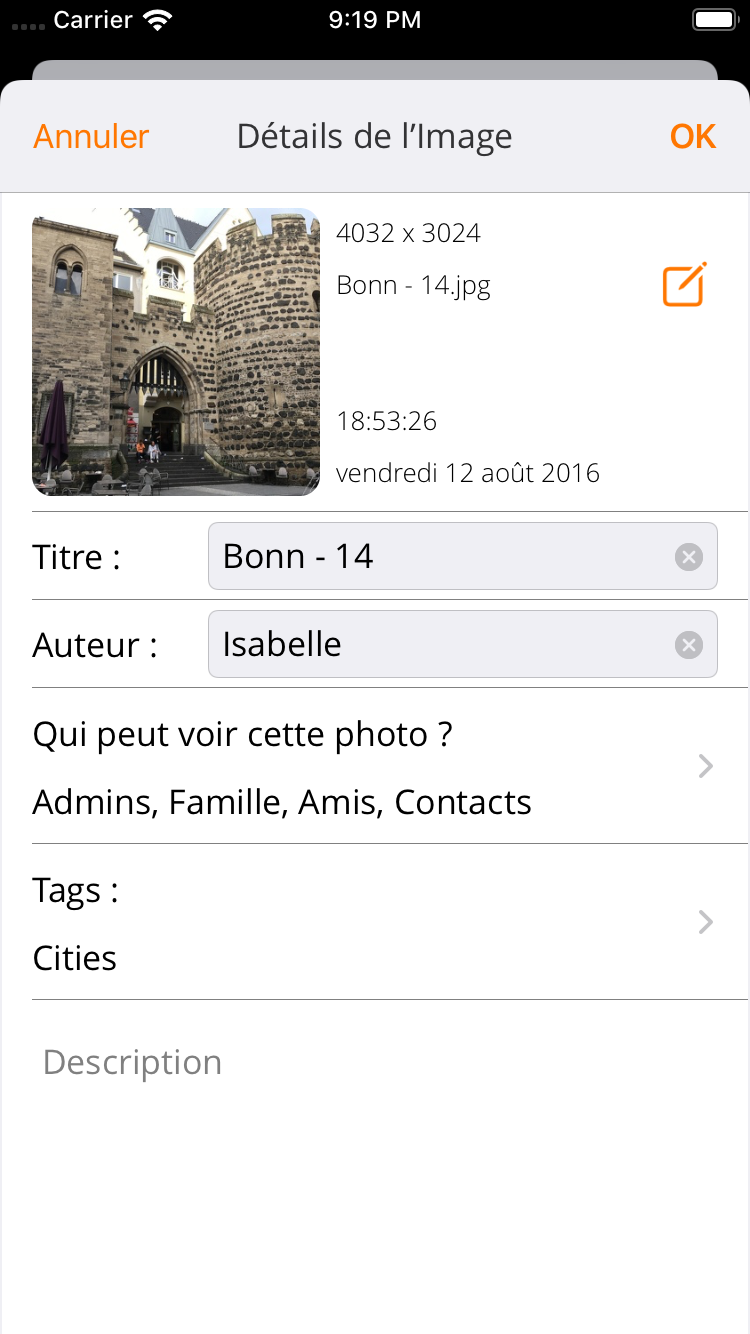 Carrier 9:19 PM
Annuler Détails de l’Image OK
4032 x 3024
Bonn - 14.jpg
18:53:26
vendredi 12 août 2016
Titre : Bonn - 14
Auteur : Isabelle
Qui peut voir cette photo ?
Admins, Famille, Amis, Contacts
Tags :
Cities
Description